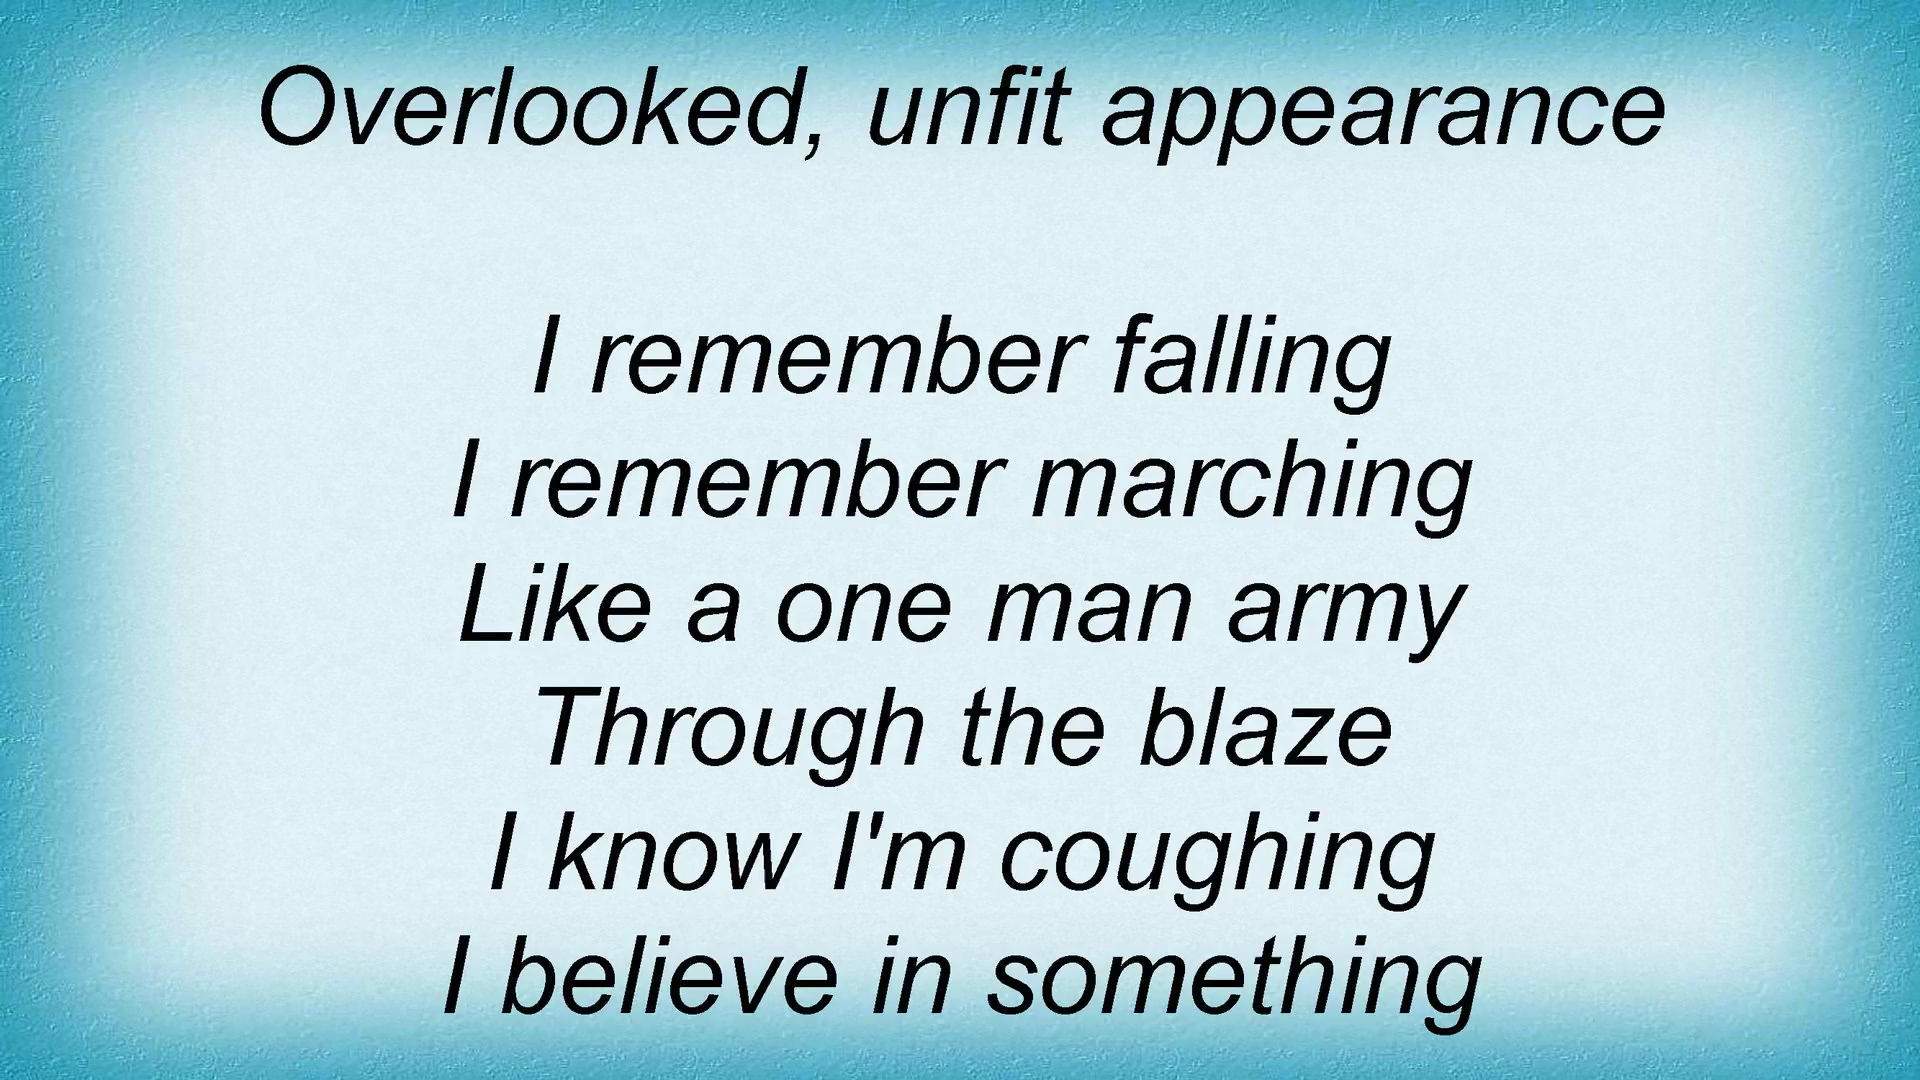 Overlooked, unfit appearance
I remember falling
I remember marching
Like a one man army
Through the blaze
I know I'm coughing
I believe in something